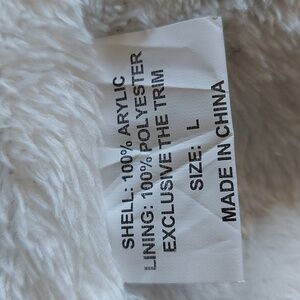 SHELL: 100% ARYLIC
LINING: 100% POLYESTER
EXCLUSIVE THE TRIM
SIZE: L
MADE IN CHINA